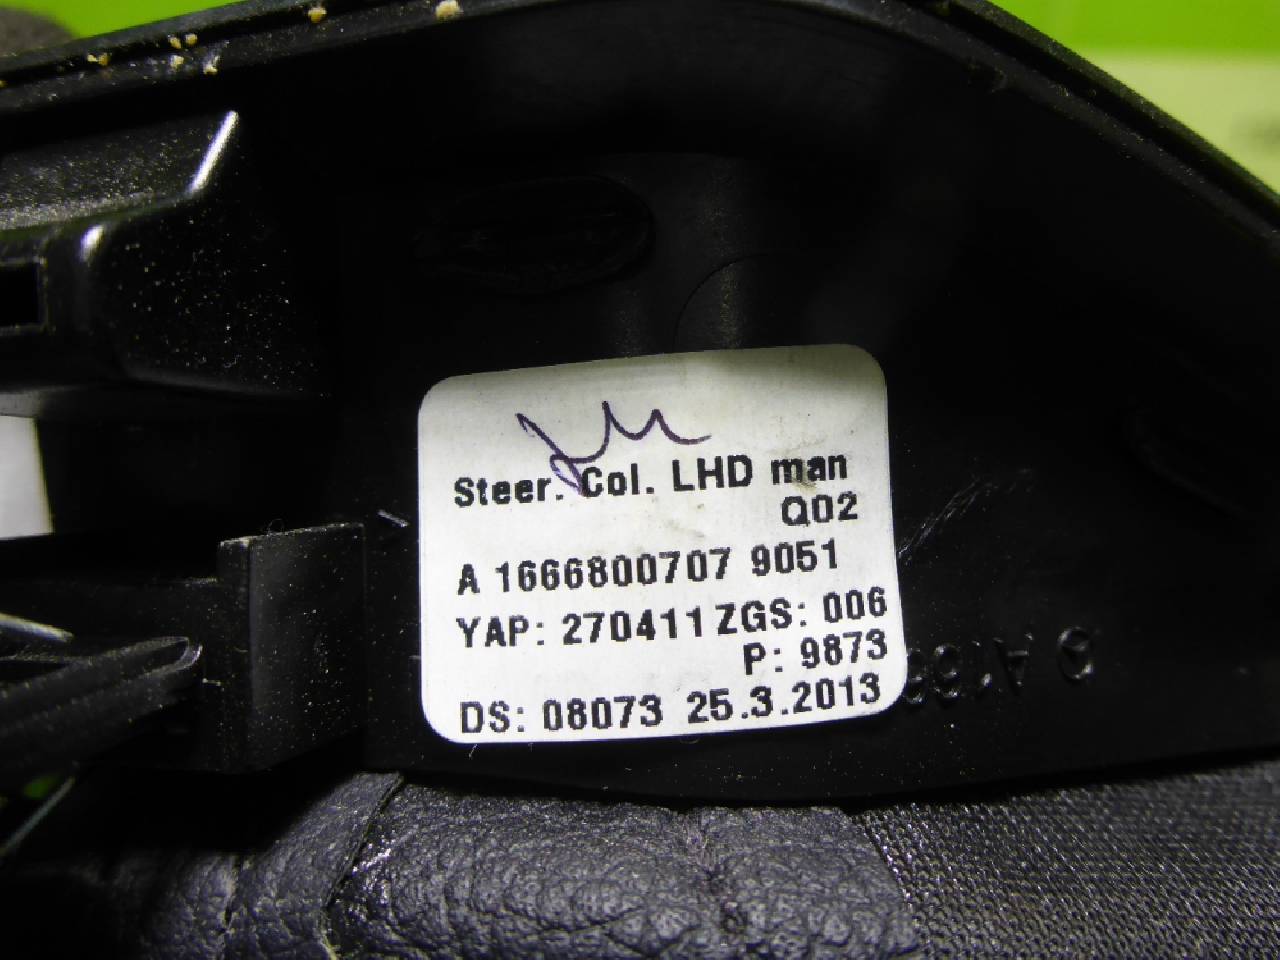 Steer. Col. LHD man
Q02
A 1666800707 9051
YAP: 270411 ZGS: 006
P: 9873
DS: 08073 25.3.2013